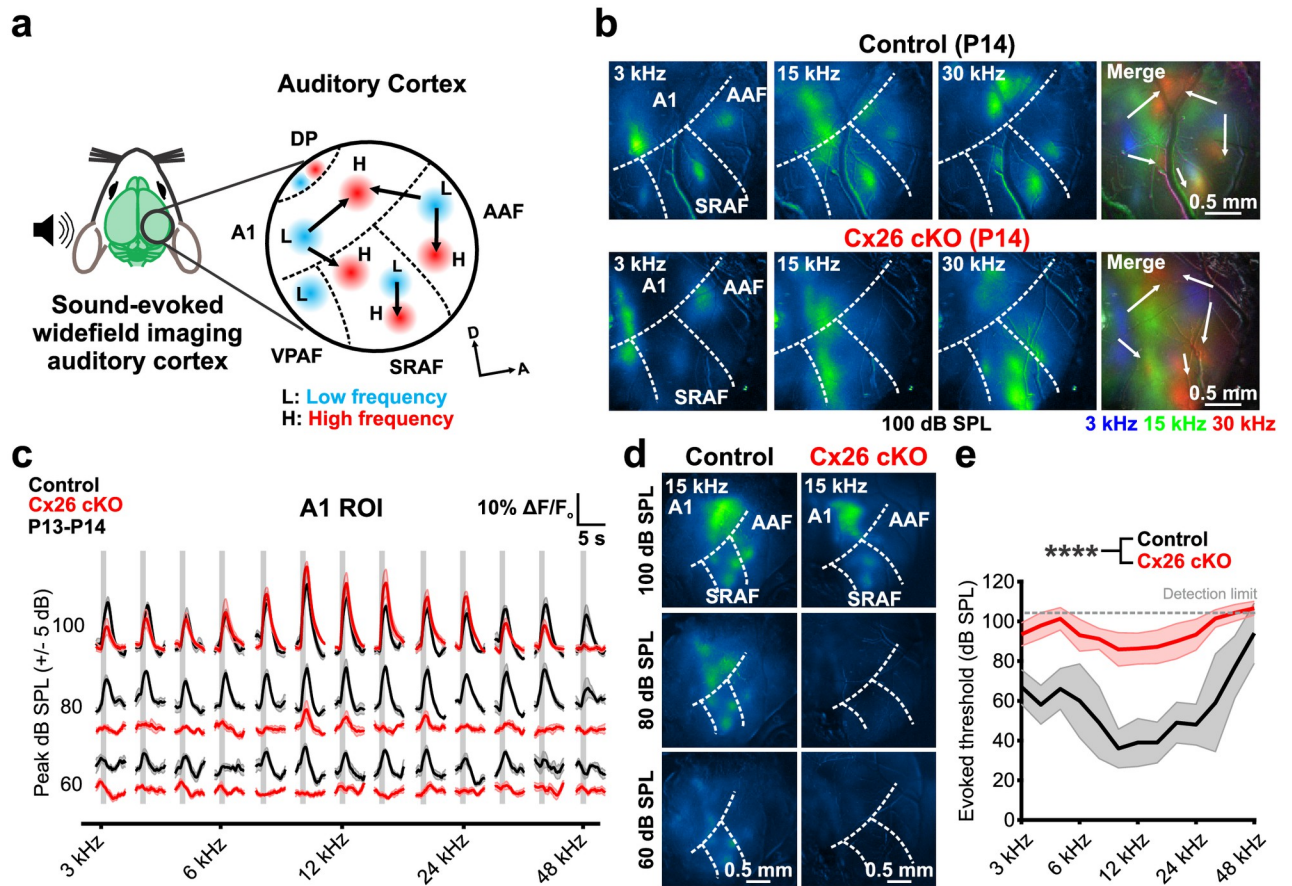 a
Auditory Cortex
DP
H
L
A1
AAF
L
H
H
L
L
H
VPAF
SRAF
D
A
Sound-evoked
widefield imaging
auditory cortex
L: Low frequency
H: High frequency
b
Control (P14)
3 kHz
A1
AAF
SRAF
15 kHz
30 kHz
Merge
0.5 mm
Cx26 cKO (P14)
3 kHz
A1
AAF
SRAF
15 kHz
30 kHz
Merge
0.5 mm
100 dB SPL
3 kHz 15 kHz 30 kHz
c
Control
Cx26 cKO
P13-P14
A1 ROI
10% ΔF/Fo
5 s
Peak dB SPL (+/- 5 dB)
100
80
60
3 kHz
6 kHz
12 kHz
24 kHz
48 kHz
d
Control
Cx26 cKO
100 dB SPL
15 kHz
A1
AAF
SRAF
15 kHz
A1
AAF
SRAF
80 dB SPL
60 dB SPL
0.5 mm
0.5 mm
e
****
Control
Cx26 cKO
Detection limit
Evoked threshold (dB SPL)
120
100
80
60
40
20
0
3 kHz
6 kHz
12 kHz
24 kHz
48 kHz